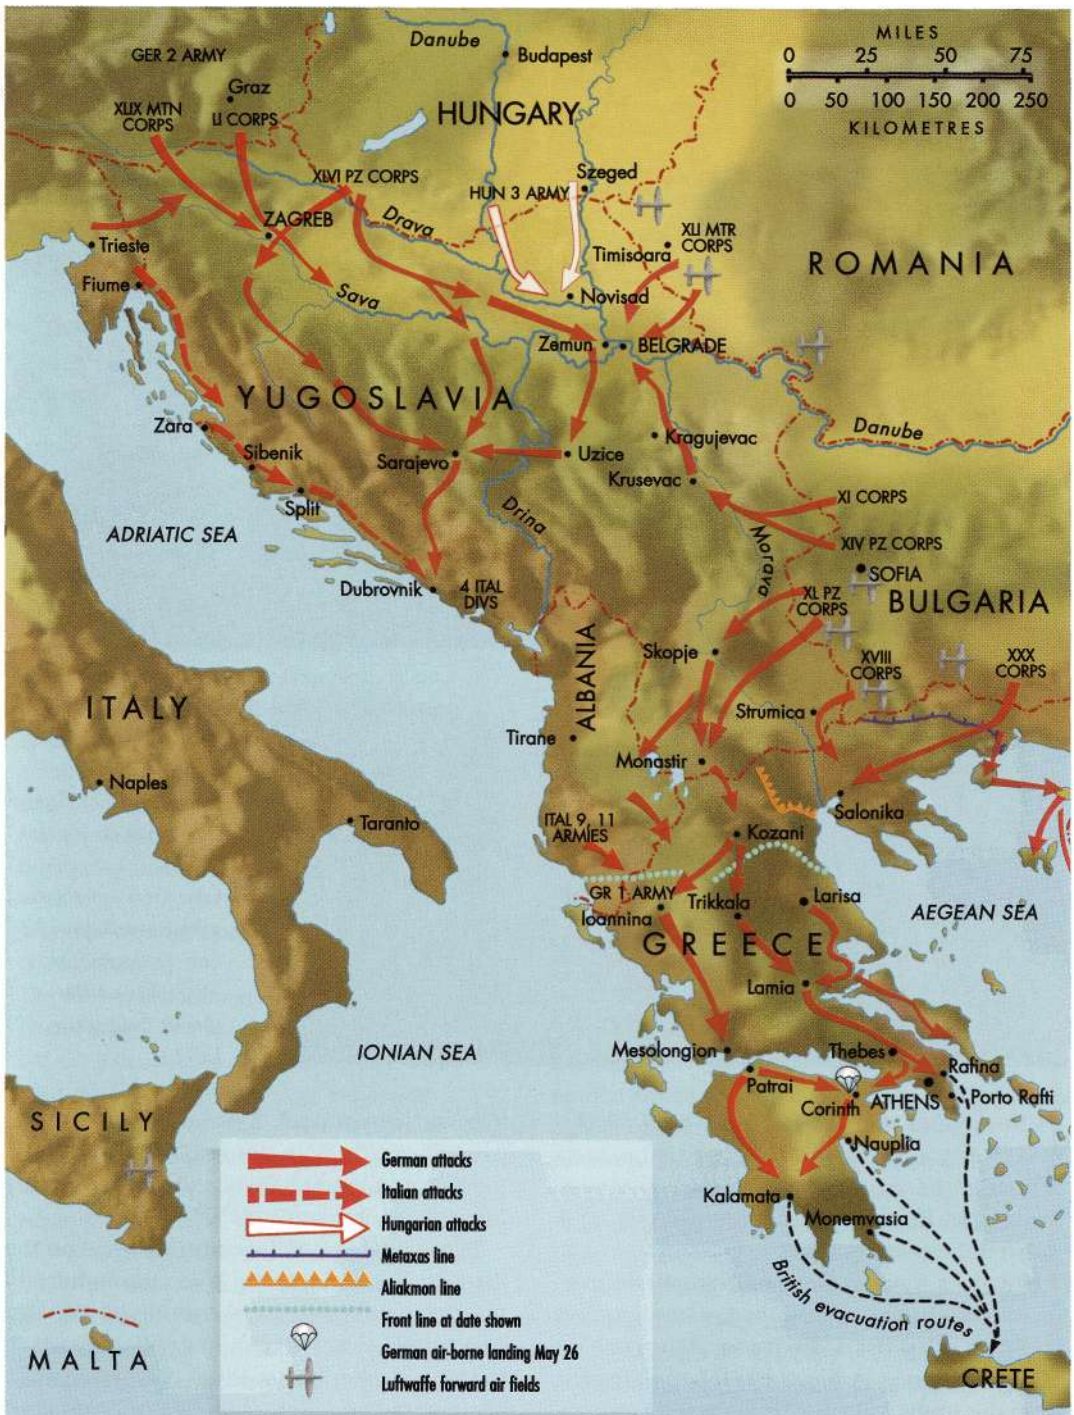 GER 2 ARMY
Graz
XLIX MTN
CORPS
LI CORPS
Danube
Budapest
HUNGARY
MILES
0 25 50 75
0 50 100 150 200 250
KILOMETRES
XLVI PZ CORPS
HUN 3 ARMY
Szeged
ZAGREB
Drava
Trieste
Timisoara
XLI MTR
CORPS
ROMANIA
Fiume
Sava
Novisad
Zemun
BELGRADE
YUGOSLAVIA
Zara
Sibenik
Sarajevo
Uzice
Kragujevac
Danube
Krusevac
Split
Drina
XI CORPS
ADRIATIC SEA
Morava
XIV PZ CORPS
SOFIA
Dubrovnik
4 ITAL
DIVS
XL PZ
CORPS
BULGARIA
ALBANIA
Skopje
XVIII
CORPS
XXX
CORPS
ITALY
Strumica
Tirane
Monastir
Naples
Taranto
ITAL 9, 11
ARMIES
Kozani
Salonika
GR 1 ARMY
Ioannina
Trikkala
Larisa
AEGEAN SEA
GREECE
Lamia
IONIAN SEA
Mesolongion
Thebes
Rafina
Patrai
Corinth
ATHENS
Porto Rafti
SICILY
Nauplia
Kalamata
Monemvasia
British evacuation routes
German attacks
Italian attacks
Hungarian attacks
Metaxas line
Aliakmon line
Front line at date shown
German air-borne landing May 26
Luftwaffe forward air fields
MALTA
CRETE